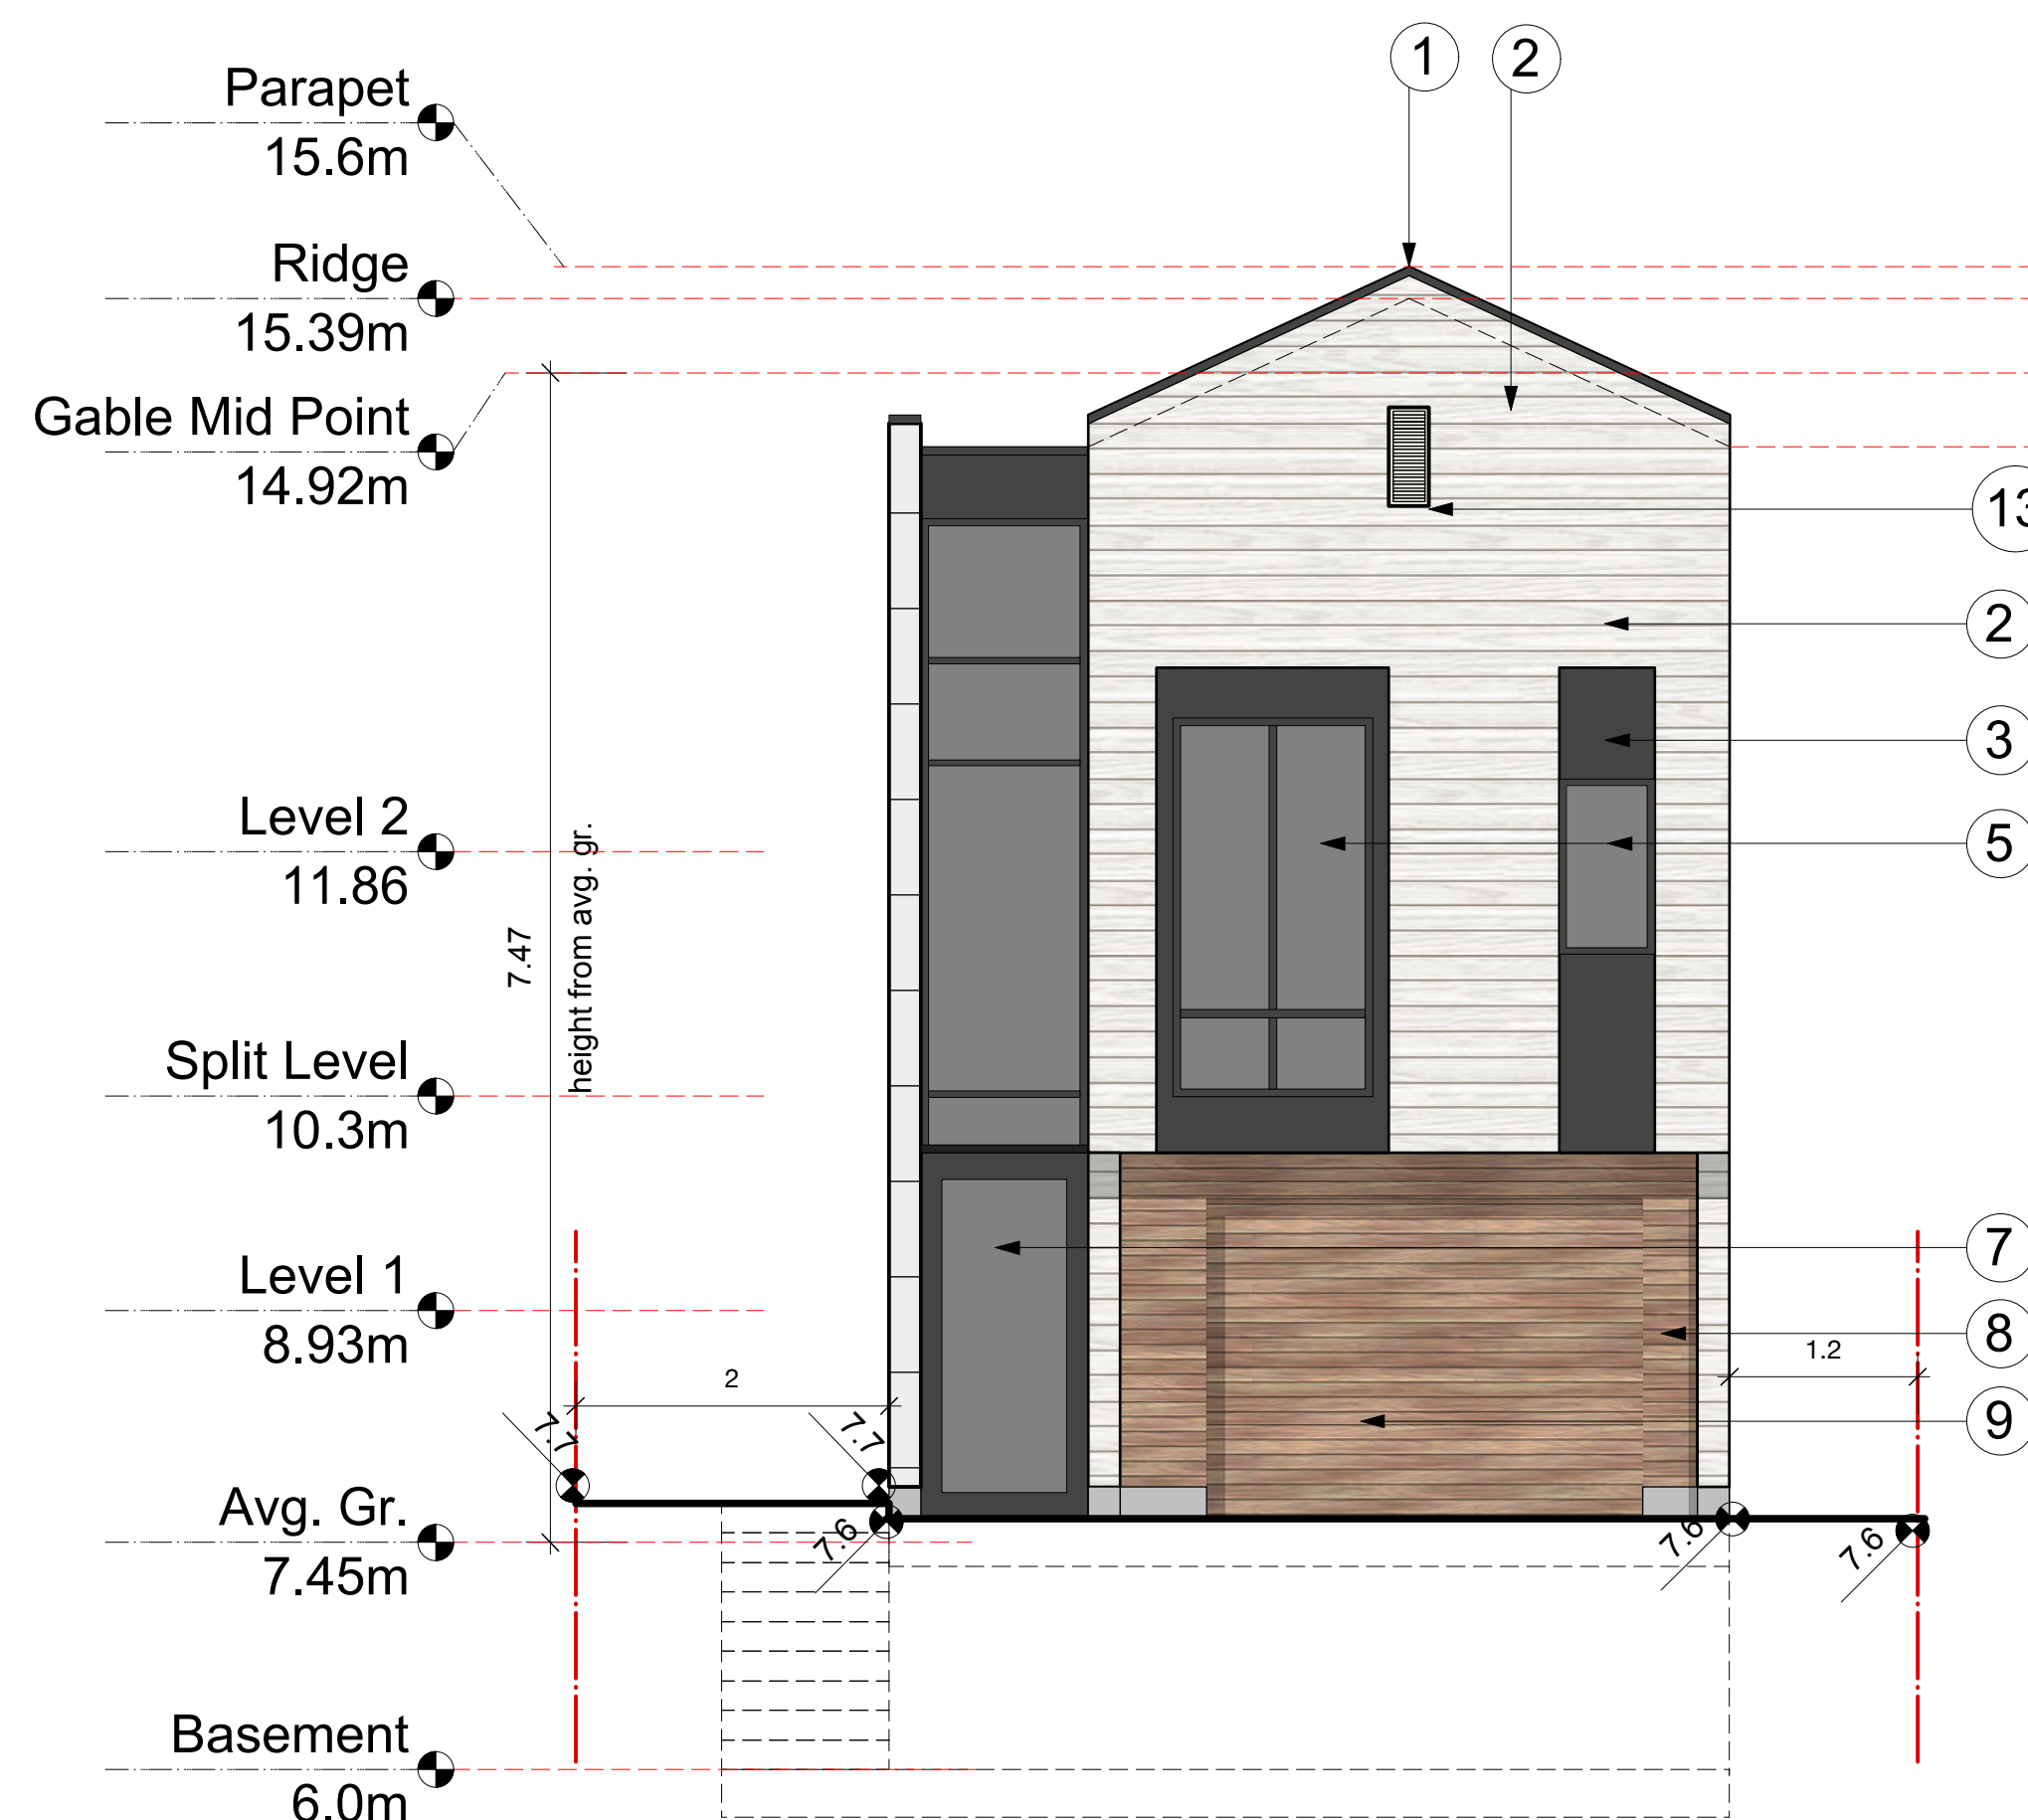 1
2
Parapet
15.6m
Ridge
15.39m
Gable Mid Point
14.92m
13
2
3
5
Level 2
11.86
7.47
height from avg. gr.
Split Level
10.3m
7
Level 1
8.93m
8
1.2
2
9
7.7
7.7
Avg. Gr.
7.45m
7.6
7.6
7.6
Basement
6.0m